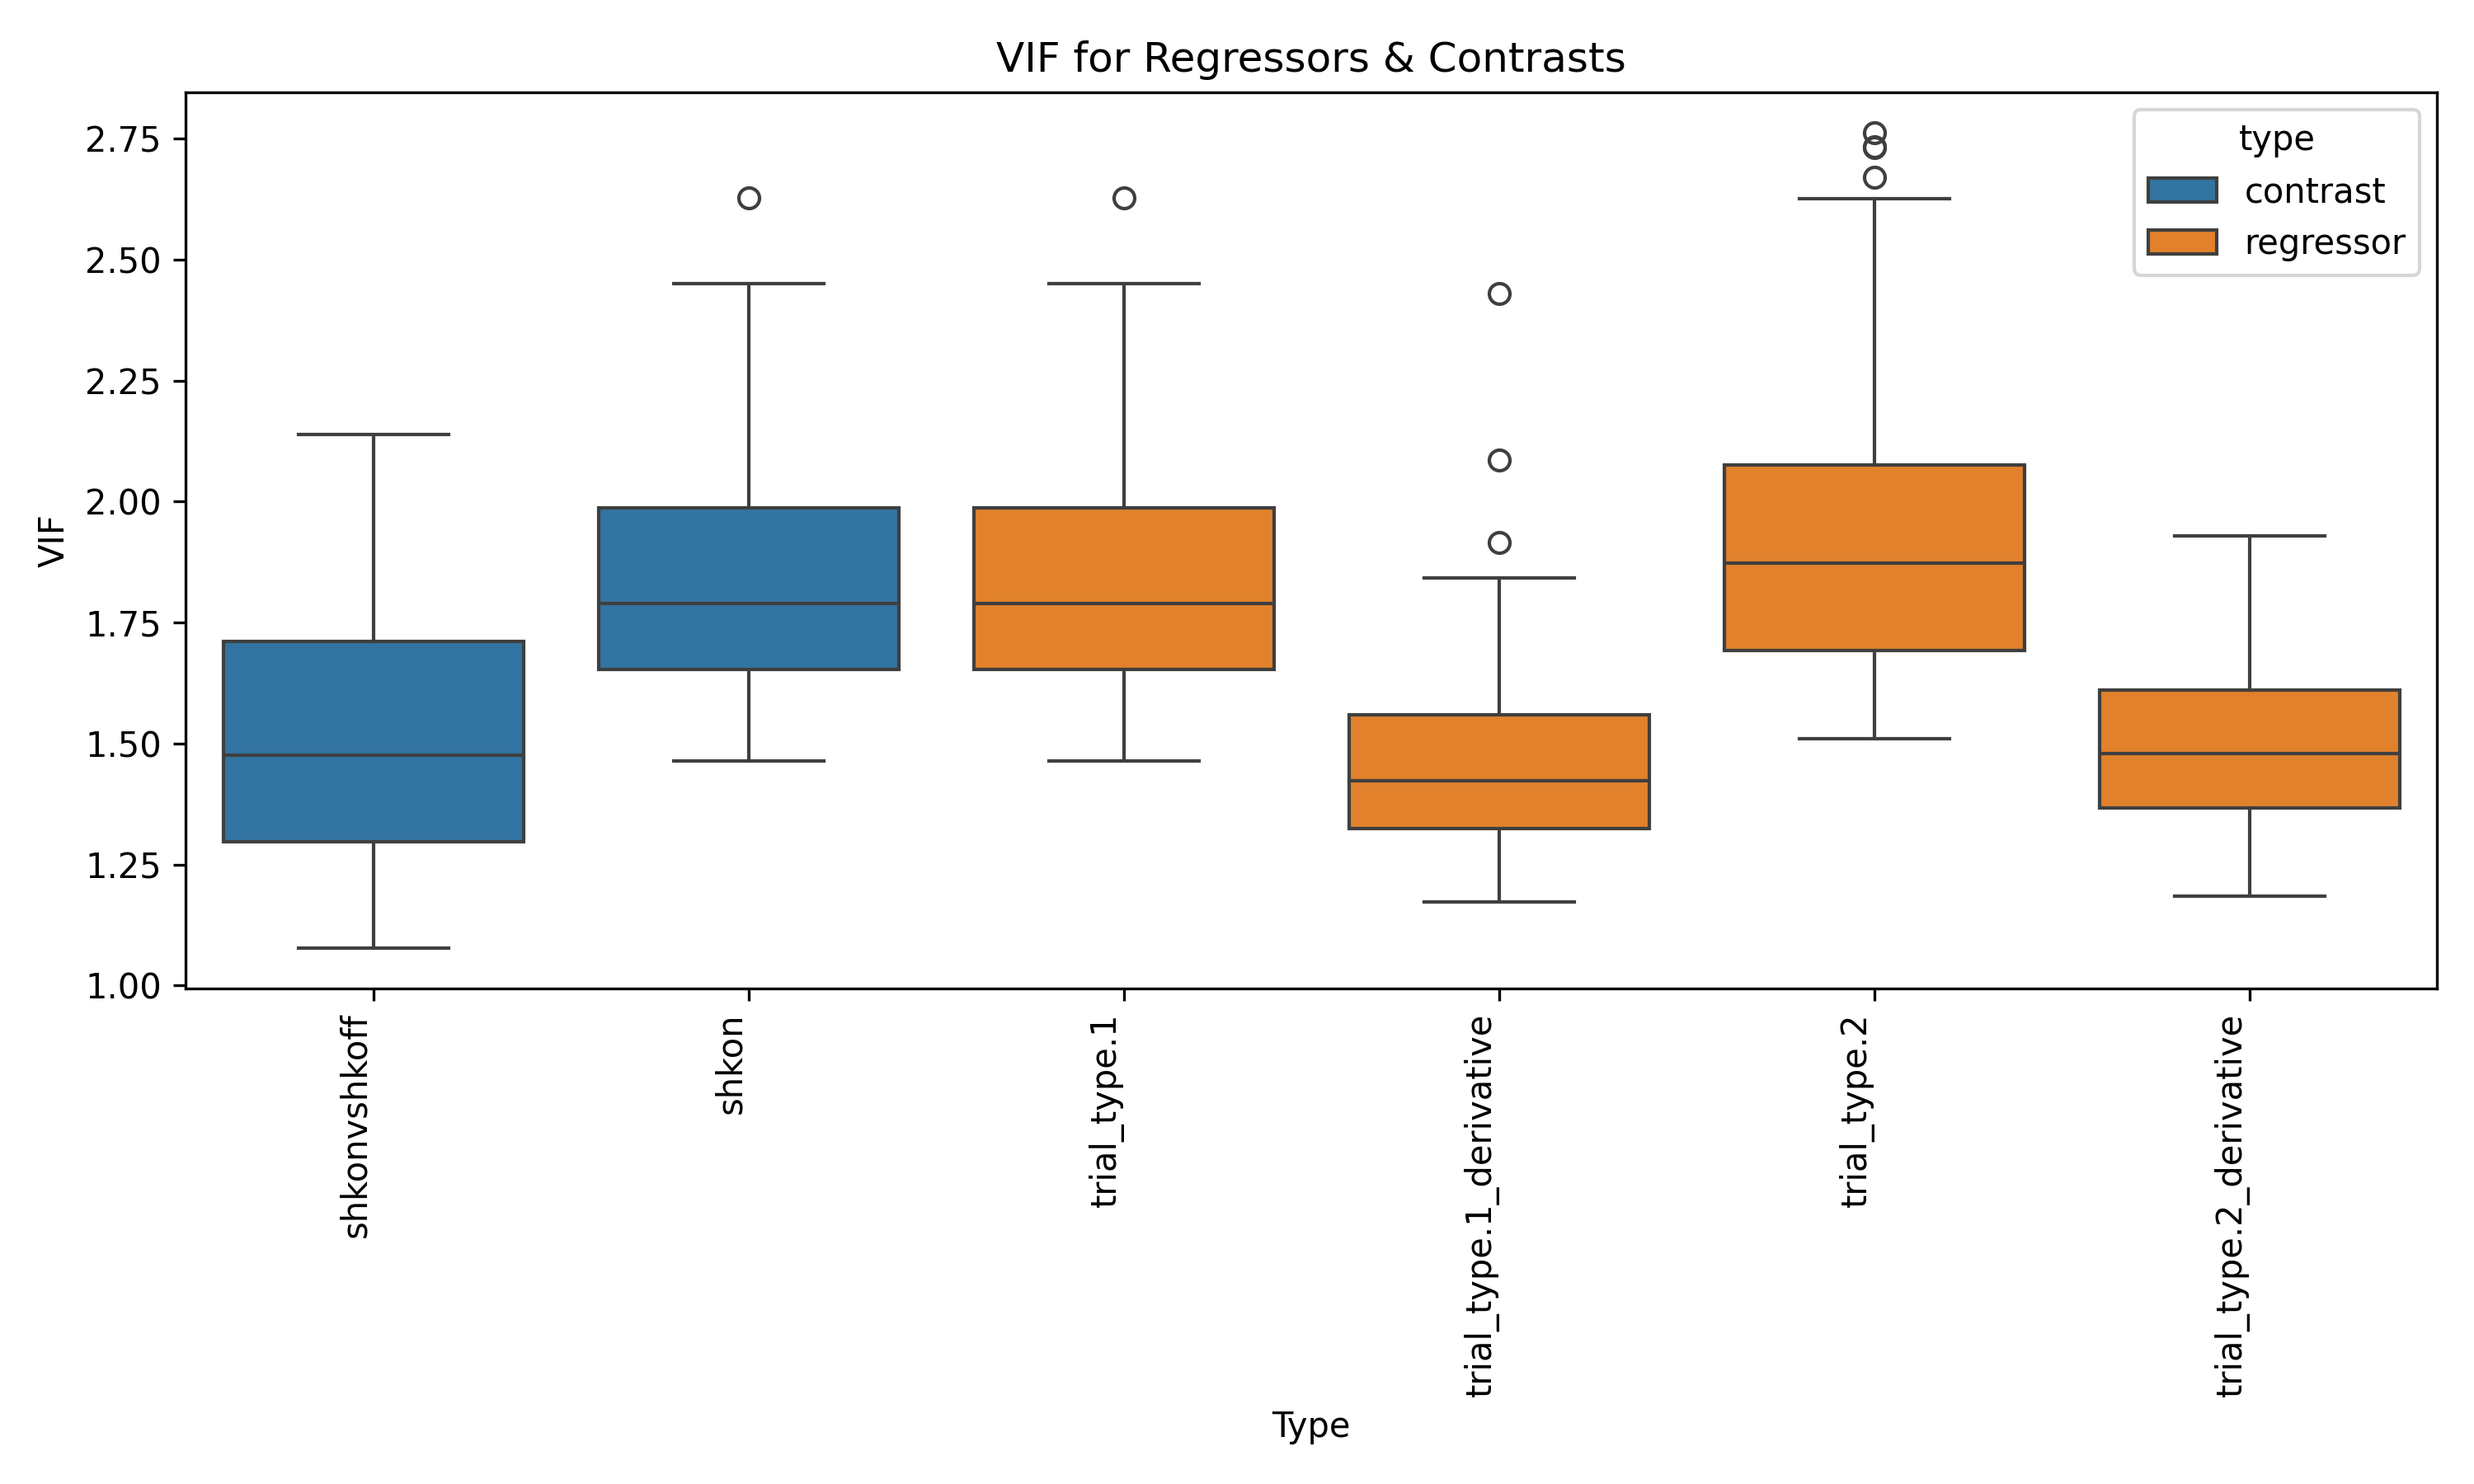 VIF for Regressors & Contrasts
type
contrast
regressor
VIF
2.75
2.50
2.25
2.00
1.75
1.50
1.25
1.00
shkonvshkoff
shkon
trial_type.1
trial_type.1_derivative
trial_type.2
trial_type.2_derivative
Type